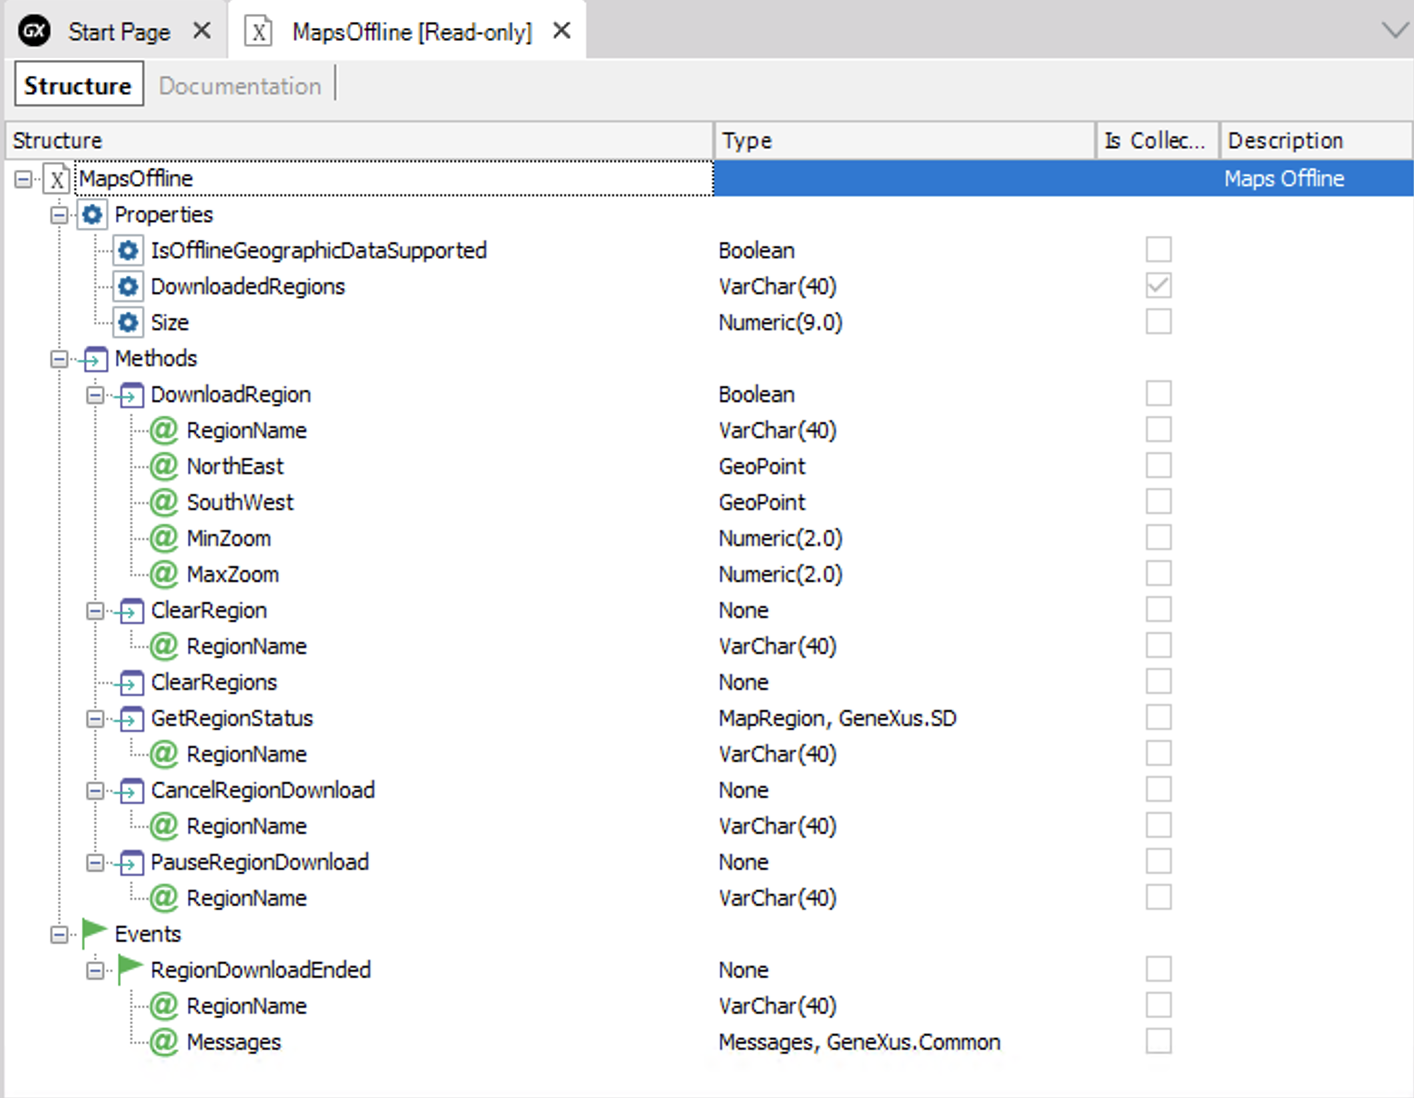 GX Start Page X MapsOffline [Read-only]
Structure Documentation
Structure Type Is Collec... Description
X MapsOffline Maps Offline
Properties
IsOfflineGeographicDataSupported Boolean
DownloadedRegions VarChar(40)
Size Numeric(9.0)
Methods
DownloadRegion Boolean
@ RegionName VarChar(40)
@ NorthEast GeoPoint
@ SouthWest GeoPoint
@ MinZoom Numeric(2.0)
@ MaxZoom Numeric(2.0)
ClearRegion None
@ RegionName VarChar(40)
ClearRegions None
GetRegionStatus MapRegion, GeneXus.SD
@ RegionName VarChar(40)
CancelRegionDownload None
@ RegionName VarChar(40)
PauseRegionDownload None
@ RegionName VarChar(40)
Events
RegionDownloadEnded None
@ RegionName VarChar(40)
@ Messages Messages, GeneXus.Common